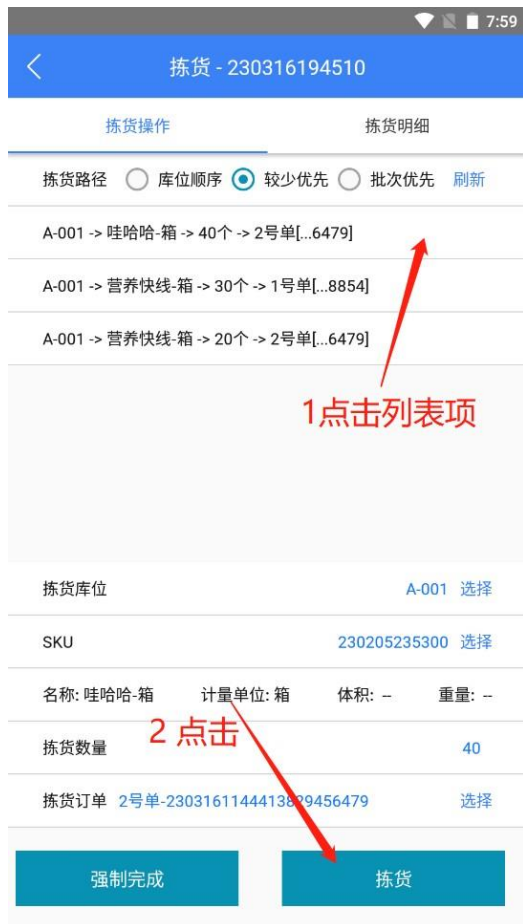 7:59
拣货 - 230316194510
拣货操作 拣货明细
拣货路径 库位顺序 较少优先 批次优先 刷新
A-001 -> 哇哈哈-箱 -> 40个 -> 2号单[...6479]
A-001 -> 营养快线-箱 -> 30个 -> 1号单[...8854]
A-001 -> 营养快线-箱 -> 20个 -> 2号单[...6479]
1点击列表项
拣货库位 A-001 选择
SKU 230205235300 选择
名称: 哇哈哈-箱 计量单位: 箱 体积: -- 重量: --
2 点击
拣货数量 40
拣货订单 2号单-2303161144413829456479 选择
强制完成 拣货